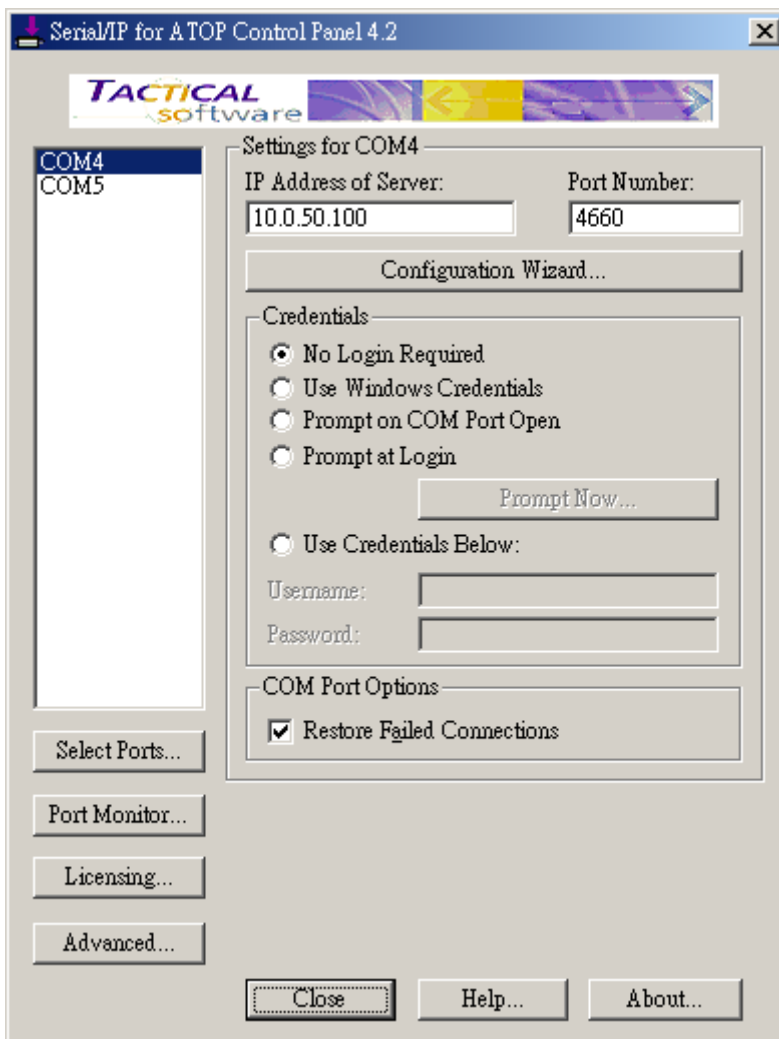 Serial/IP for ATOP Control Panel 4.2
TACTICAL
software
COM4
COM5
Settings for COM4
IP Address of Server:
Port Number:
10.0.50.100
4660
Configuration Wizard...
Credentials
No Login Required
Use Windows Credentials
Prompt on COM Port Open
Prompt at Login
Prompt Now...
Use Credentials Below:
Username:
Password:
COM Port Options
Restore Failed Connections
Select Ports...
Port Monitor...
Licensing...
Advanced...
Close
Help...
About...